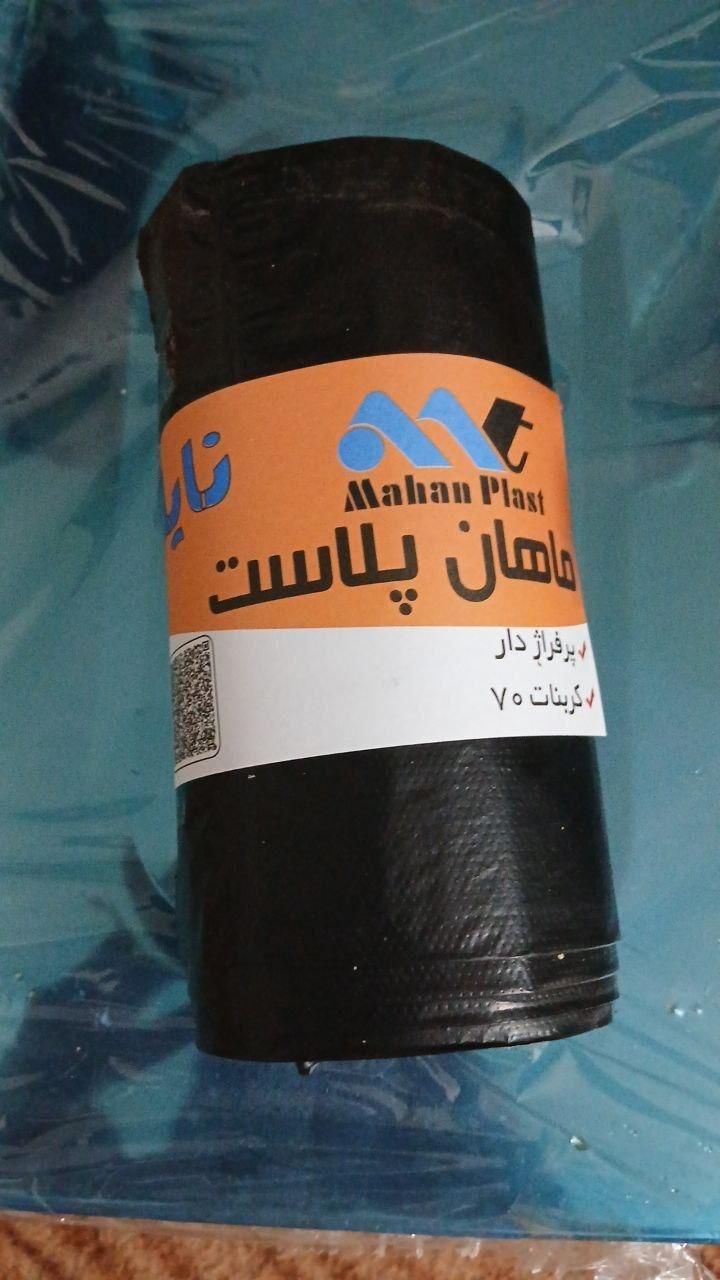 Mahan Plast
ماهان پلاست
پرفراژ دار
کربنات ۷۰